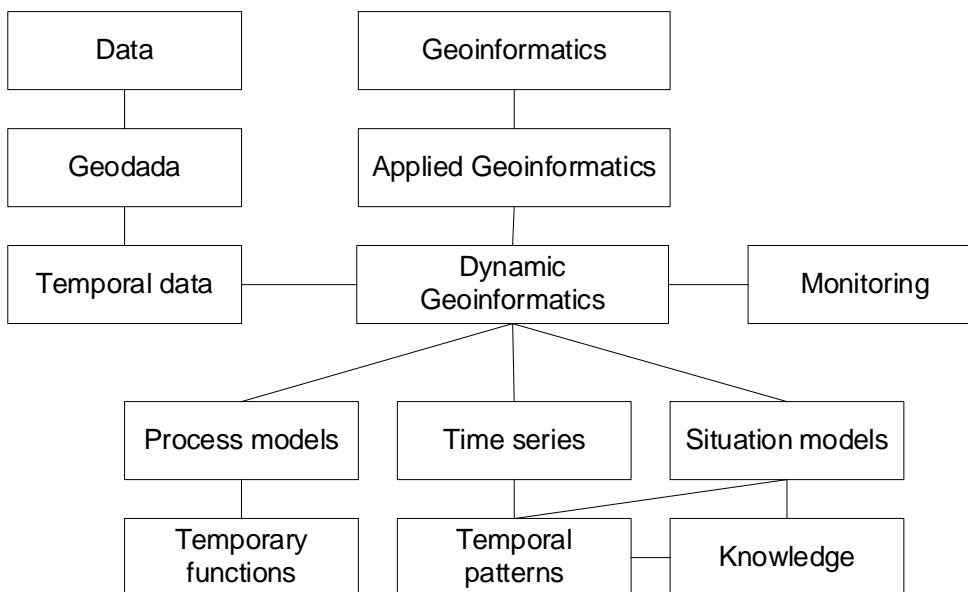 Data
Geoinformatics
Geodada
Applied Geoinformatics
Temporal data
Dynamic
Geoinformatics
Monitoring
Process models
Time series
Situation models
Temporary
functions
Temporal
patterns
Knowledge